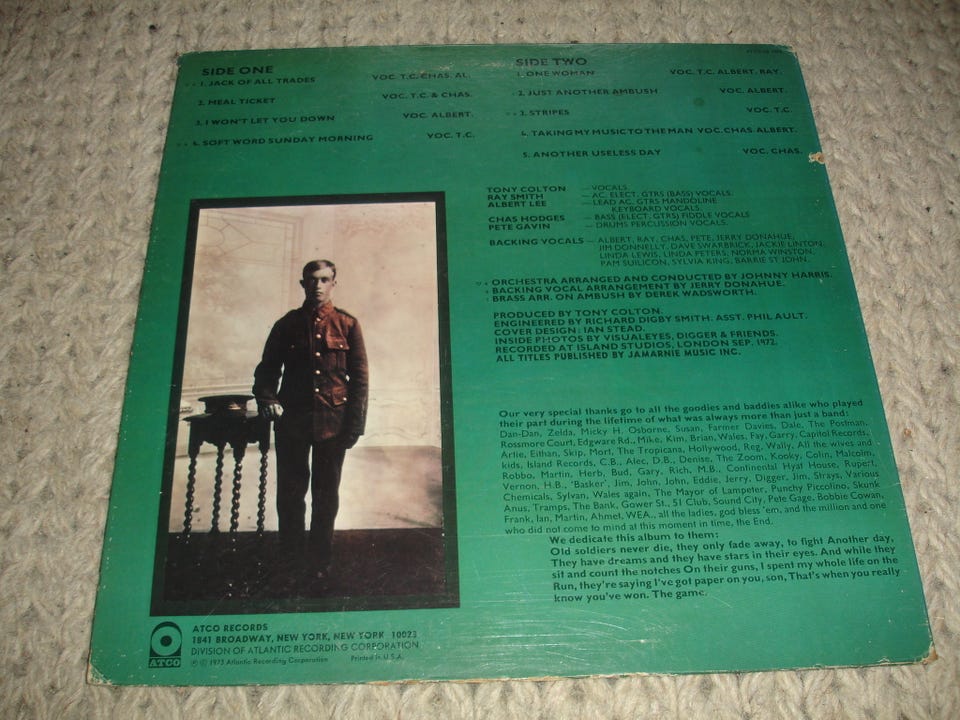 SIDE ONE
1. JACK OF ALL TRADES VOC. T.C. CHAS. AL.
2. MEAL TICKET VOC. T.C. & CHAS.
3. I WON'T LET YOU DOWN VOC. ALBERT.
4. SOFT WORD SUNDAY MORNING VOC. T.C.
SIDE TWO
1. ONE WOMAN VOC. T.C. ALBERT. RAY.
2. JUST ANOTHER AMBUSH VOC. ALBERT.
3. STRIPES VOC. T.C.
4. TAKING MY MUSIC TO THE MAN VOC. CHAS. ALBERT.
5. ANOTHER USELESS DAY VOC. CHAS.
TONY COLTON — VOCALS.
RAY SMITH — AC. ELECT. GTRS (BASS) VOCALS.
ALBERT LEE — LEAD AC. GTRS MANDOLINE
KEYBOARD VOCALS.
CHAS HODGES — BASS (ELECT. GTRS) FIDDLE VOCALS
PETE GAVIN — DRUMS PERCUSSION VOCALS.
BACKING VOCALS — ALBERT, RAY, CHAS, PETE, JERRY DONAHUE,
JIM DONNELLY, DAVE SWARBRICK, JACKIE LINTON,
LINDA LEWIS, LINDA PETERS, NORMA WINSTON,
PAM SUILICON, SYLVIA KING, BARRIE ST JOHN.
ORCHESTRA ARRANGED AND CONDUCTED BY JOHNNY HARRIS.
BACKING VOCAL ARRANGEMENT BY JERRY DONAHUE.
BRASS ARR. ON AMBUSH BY DEREK WADSWORTH.
PRODUCED BY TONY COLTON.
ENGINEERED BY RICHARD DIGBY SMITH. ASST. PHIL AULT.
COVER DESIGN: IAN STEAD.
INSIDE PHOTOS BY VISUALEYES, DIGGER & FRIENDS.
RECORDED AT ISLAND STUDIOS, LONDON SEP. 1972.
ALL TITLES PUBLISHED BY JAMARNIE MUSIC INC.
Our very special thanks go to all the goodies and baddies alike who played
their part during the lifetime of what was always more than just a band:
Dan-Dan, Zelda, Micky H. Osborne, Susan, Farmer Davies, Dale, The Postman,
Rossmore Court, Edgware Rd., Mike, Kim, Brian, Wales, Fay, Garry, Capitol Records,
Arlie, Eithan, Skip, Mort, The Tropicana, Hollywood, Reg, Wally, All the wives and
kids, Island Records, C.B., Alec, D.B., Denise, The Zoom, Kooky, Colin, Malcolm,
Robbo, Martin, Herb, Bud, Gary, Rich, M.B., Continental Hyat House, Rupert,
Vernon, H.B., 'Basker', Jim, John, John, Eddie, Jerry, Digger, Jim, Strays, Various
Chemicals, Sylvan, Wales again, The Mayor of Lampeter, Punchy Piccolino, Skunk
Anus, Tramps, The Bank, Gower St., 51 Club, Sound City, Pete Gage, Bobbie Cowan,
Frank, Ian, Martin, Ahmet, WEA., all the ladies, god bless 'em, and the million and one
who did not come to mind at this moment in time, the End.
We dedicate this album to them:
Old soldiers never die, they only fade away, to fight Another day,
They have dreams and they have stars in their eyes. And while they
sit and count the notches On their guns, I spent my whole life on the
Run, they're saying I've got paper on you, son, That's when you really
know you've won. The game.
ATCO RECORDS
1841 BROADWAY, NEW YORK, NEW YORK 10023
DIVISION OF ATLANTIC RECORDING CORPORATION
℗ © 1973 Atlantic Recording Corporation Printed in U.S.A.
ATCO